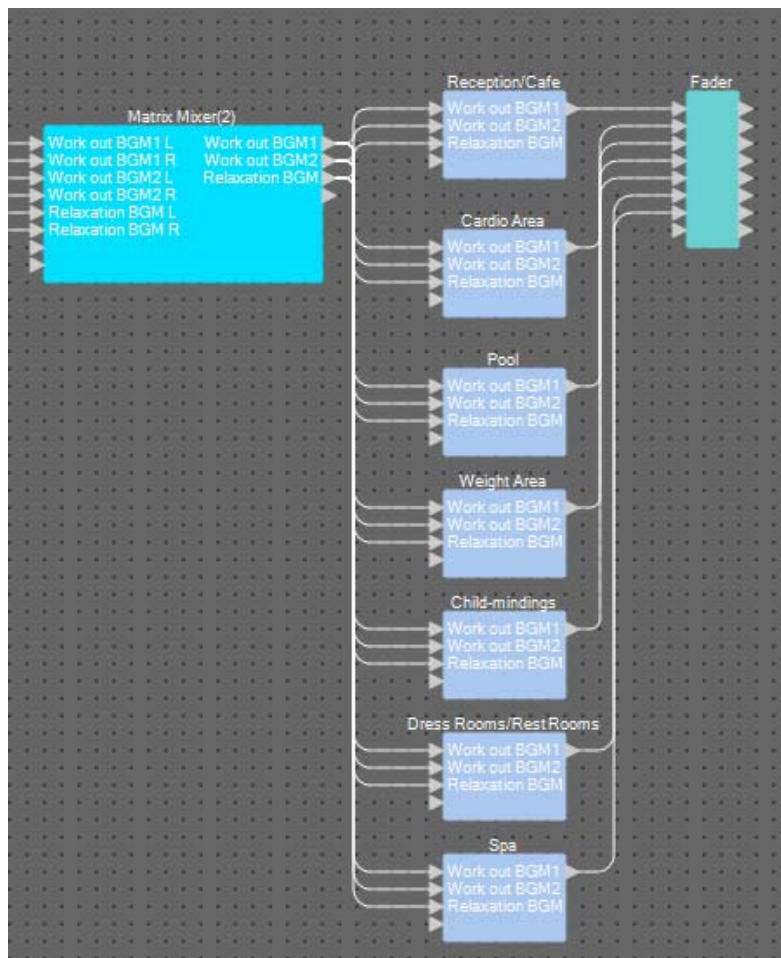 Matrix Mixer(2)
Work out BGM1 L Work out BGM1
Work out BGM1 R Work out BGM2
Work out BGM2 L Relaxation BGM
Work out BGM2 R
Relaxation BGM L
Relaxation BGM R
Reception/Cafe
Work out BGM1
Work out BGM2
Relaxation BGM
Cardio Area
Work out BGM1
Work out BGM2
Relaxation BGM
Pool
Work out BGM1
Work out BGM2
Relaxation BGM
Weight Area
Work out BGM1
Work out BGM2
Relaxation BGM
Child-mindings
Work out BGM1
Work out BGM2
Relaxation BGM
Dress Rooms/Rest Rooms
Work out BGM1
Work out BGM2
Relaxation BGM
Spa
Work out BGM1
Work out BGM2
Relaxation BGM
Fader